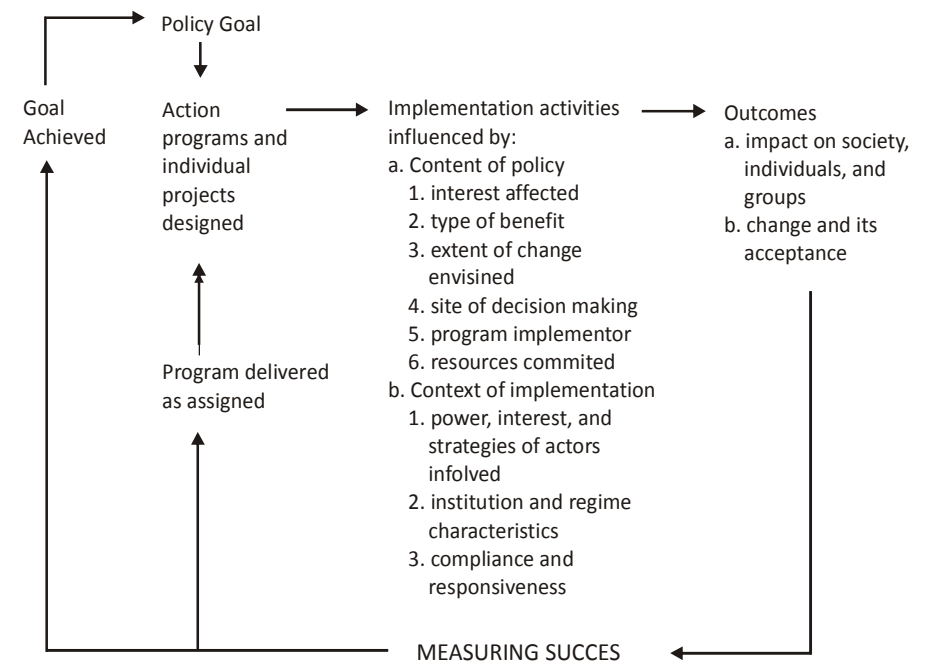 Policy Goal
Goal
Achieved
Action
programs and
individual
projects
designed
Program delivered
as assigned
Implementation activities
influenced by:
a. Content of policy
1. interest affected
2. type of benefit
3. extent of change
envisined
4. site of decision making
5. program implementor
6. resources commited
b. Context of implementation
1. power, interest, and
strategies of actors
infolved
2. institution and regime
characteristics
3. compliance and
responsiveness
Outcomes
a. impact on society,
individuals, and
groups
b. change and its
acceptance
MEASURING SUCCES